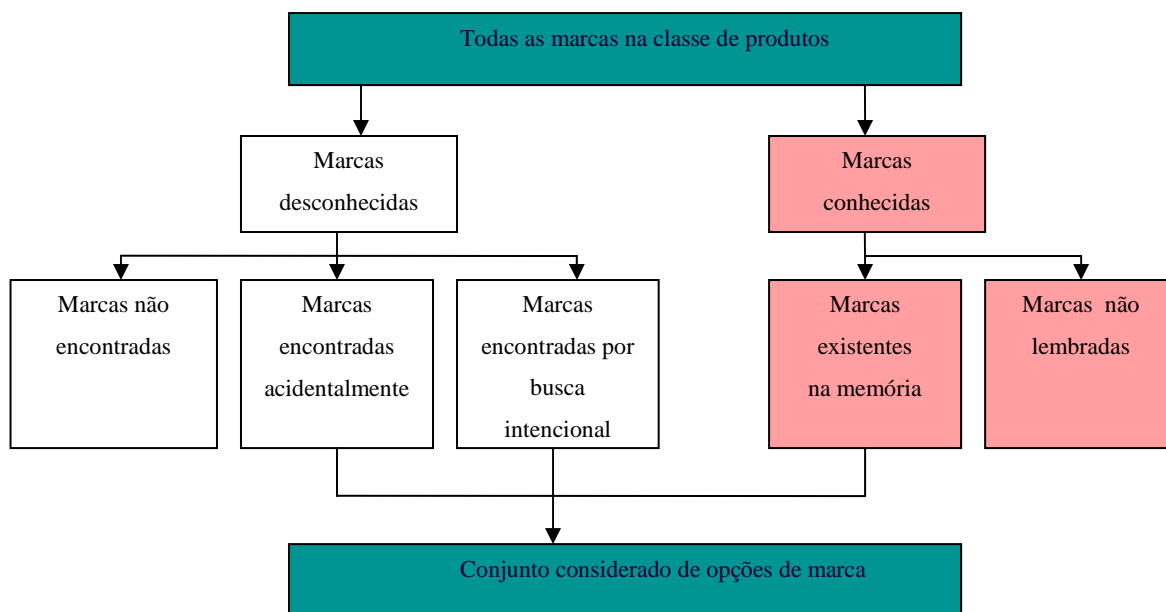 Todas as marcas na classe de produtos
Marcas
desconhecidas
Marcas
conhecidas
Marcas não
encontradas
Marcas
encontradas
acidentalmente
Marcas
encontradas por
busca
intencional
Marcas
existentes
na memória
Marcas não
lembradas
Conjunto considerado de opções de marca